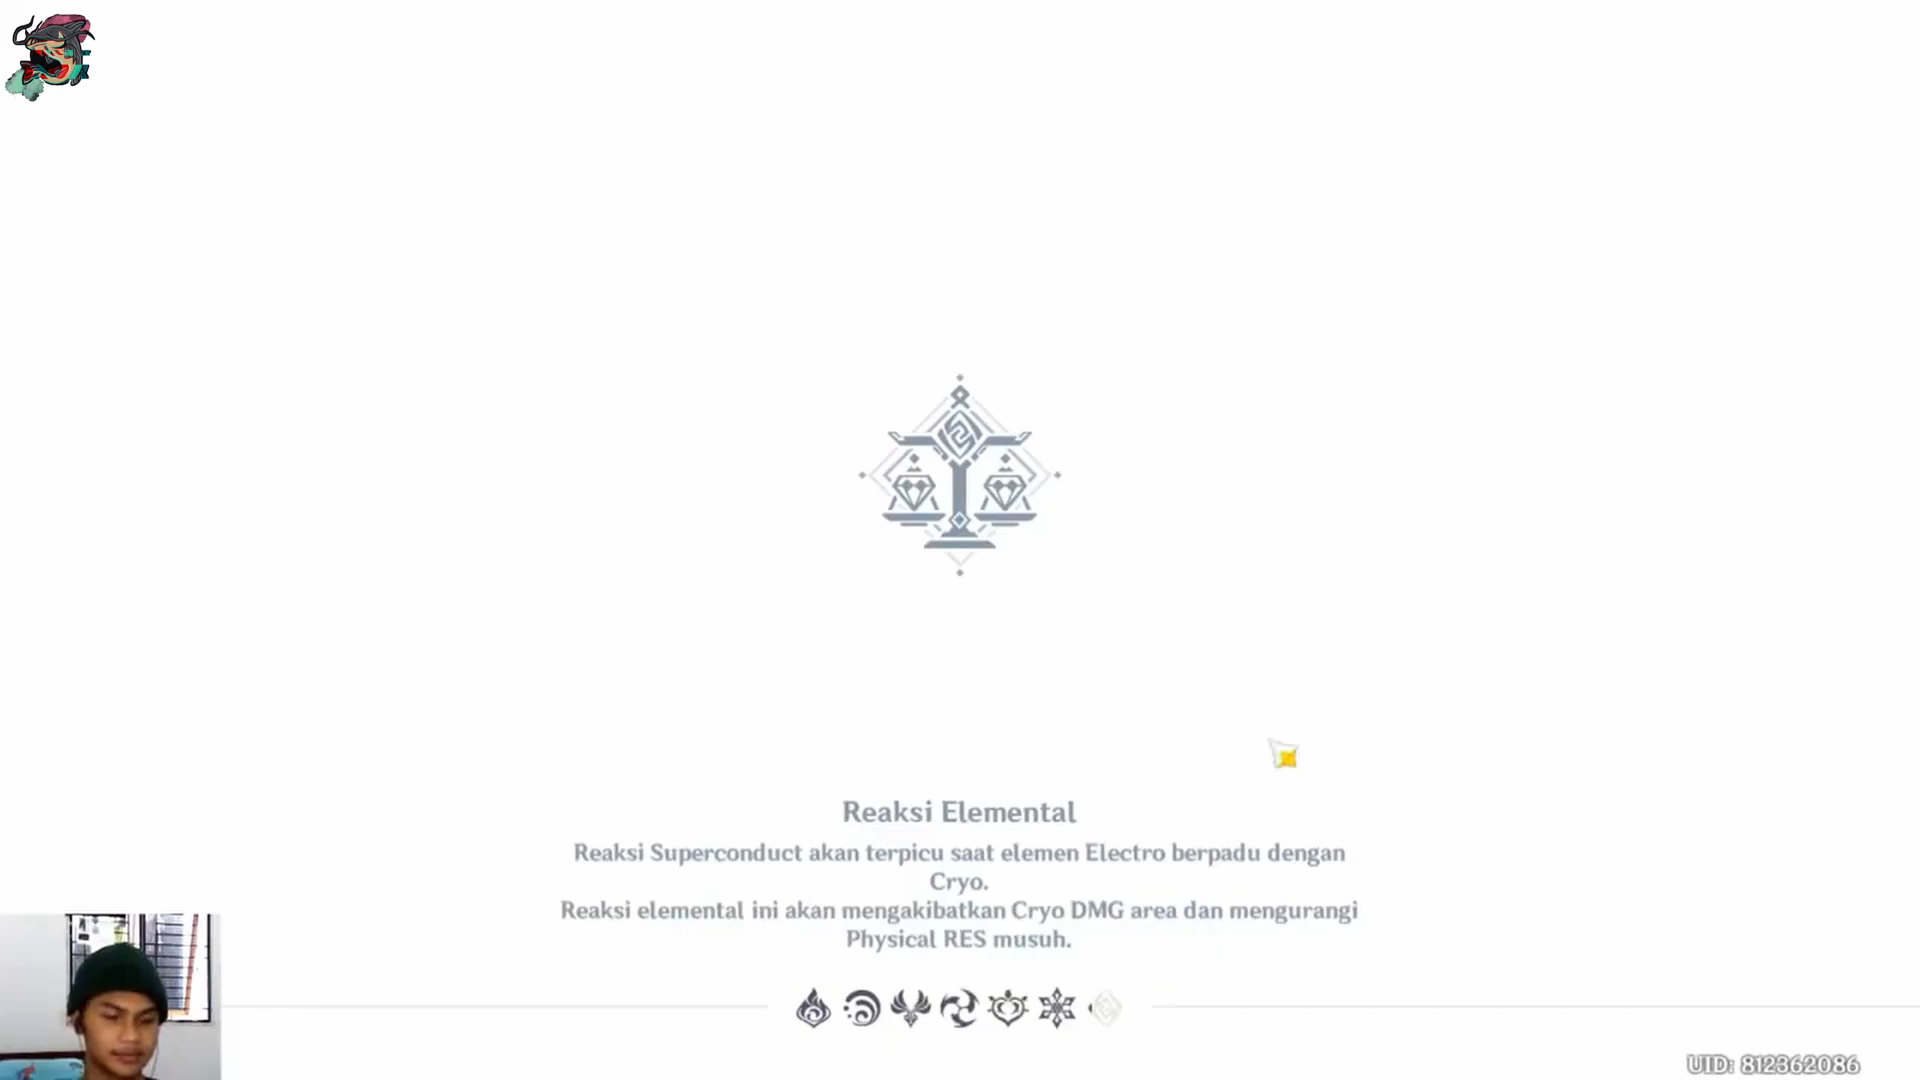 Reaksi Elemental
Reaksi Superconduct akan terpicu saat elemen Electro berpadu dengan
Cryo.
Reaksi elemental ini akan mengakibatkan Cryo DMG area dan mengurangi
Physical RES musuh.
UID: 812362086